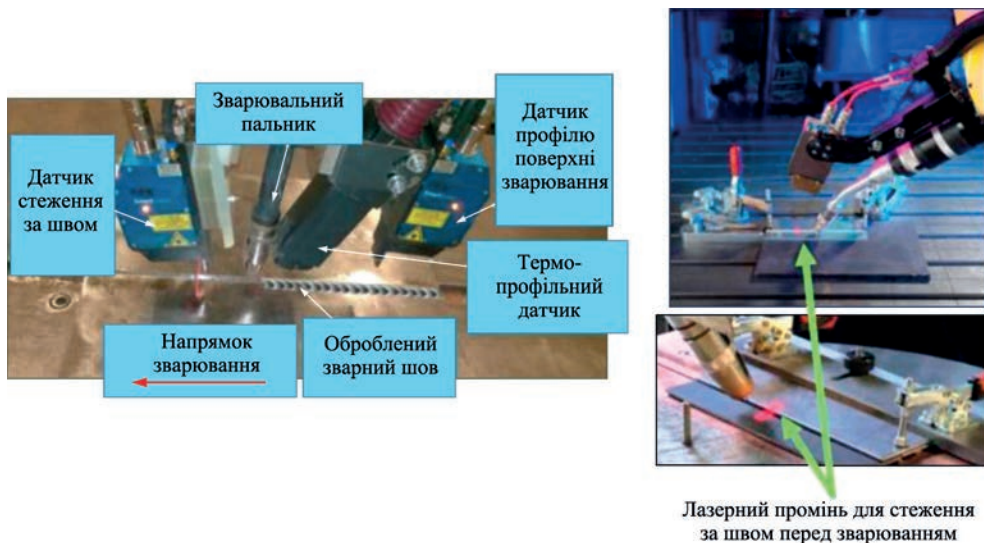 Зварювальний
пальник
Датчик
профілю
поверхні
зварювання
Датчик
стеження
за швом
Термо-
профільний
датчик
Напрямок
зварювання
Оброблений
зварний шов
Лазерний промінь для стеження
за швом перед зварюванням